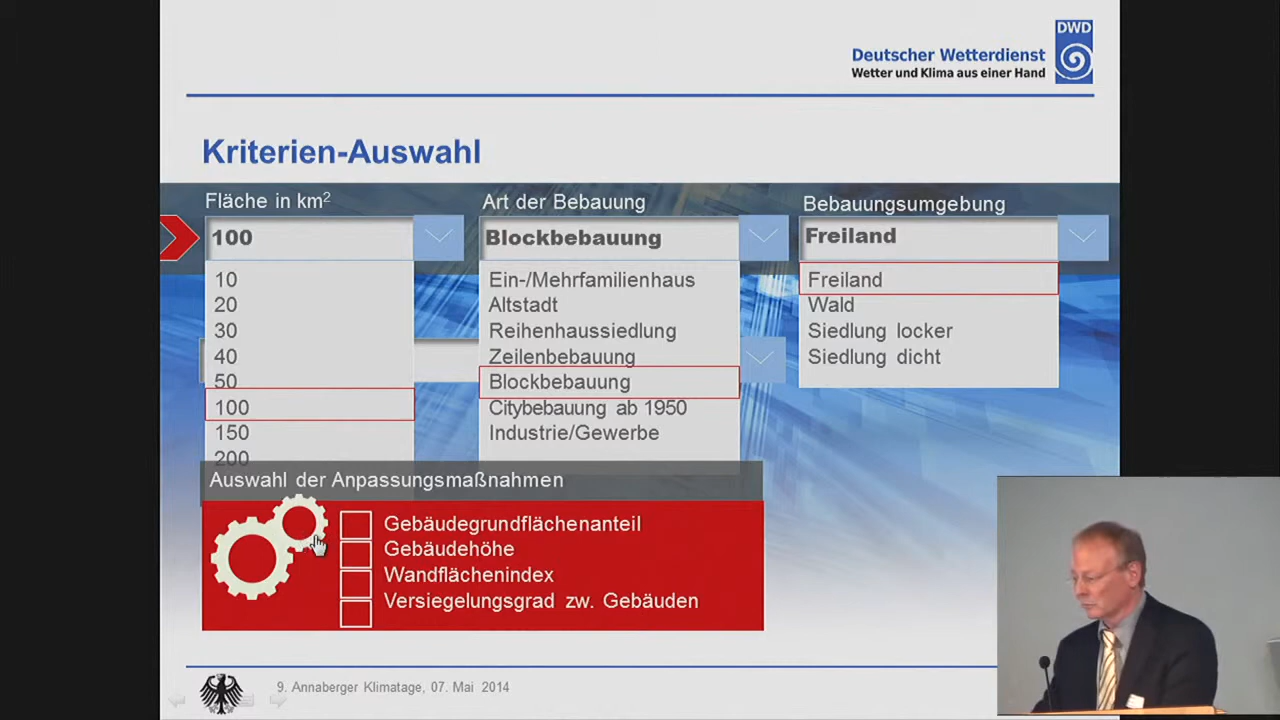 DWD
Deutscher Wetterdienst
Wetter und Klima aus einer Hand
Kriterien-Auswahl
Fläche in km²
100
10
20
30
40
50
100
150
200
Art der Bebauung
Blockbebauung
Ein-/Mehrfamilienhaus
Altstadt
Reihenhaussiedlung
Zeilenbebauung
Blockbebauung
Citybebauung ab 1950
Industrie/Gewerbe
Bebauungsumgebung
Freiland
Freiland
Wald
Siedlung locker
Siedlung dicht
Auswahl der Anpassungsmaßnahmen
Gebäudegrundflächenanteil
Gebäudehöhe
Wandflächenindex
Versiegelungsgrad zw. Gebäuden
9. Annaberger Klimatage, 07. Mai 2014